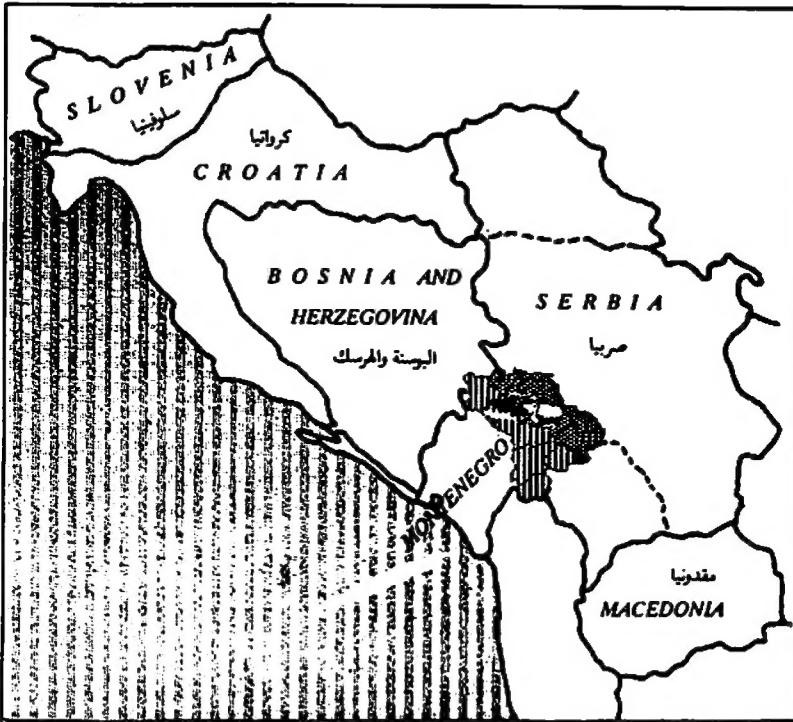 SLOVENIA
سلوفينيا
كرواتيا
CROATIA
BOSNIA AND
HERZEGOVINA
البوسنة والهرسك
SERBIA
صربيا
MONTENEGRO
مقدونيا
MACEDONIA